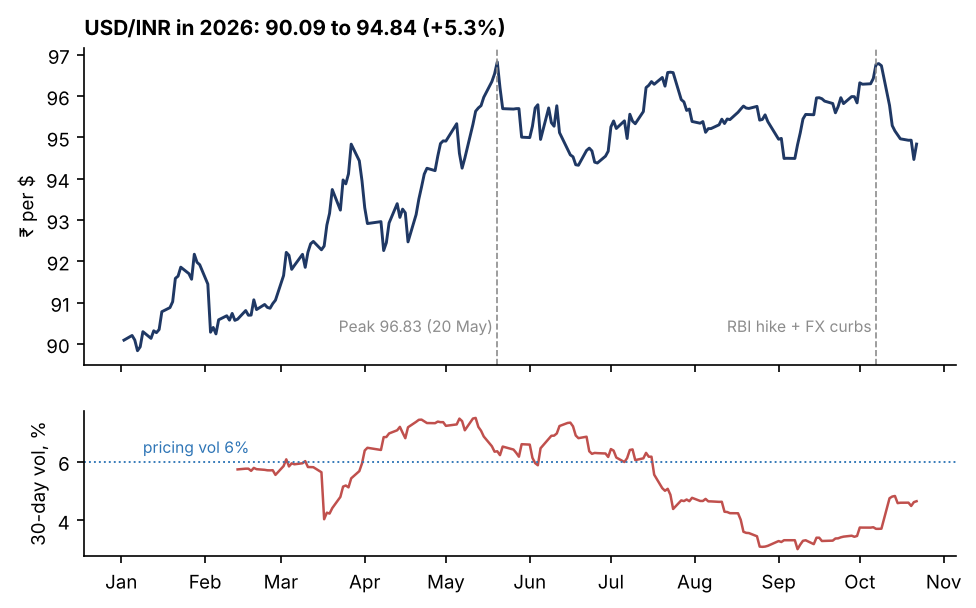 USD/INR in 2026: 90.09 to 94.84 (+5.3%)
₹ per $
97
96
95
94
93
92
91
90
Peak 96.83 (20 May)
RBI hike + FX curbs
30-day vol, %
pricing vol 6%
6
4
Jan Feb Mar Apr May Jun Jul Aug Sep Oct Nov